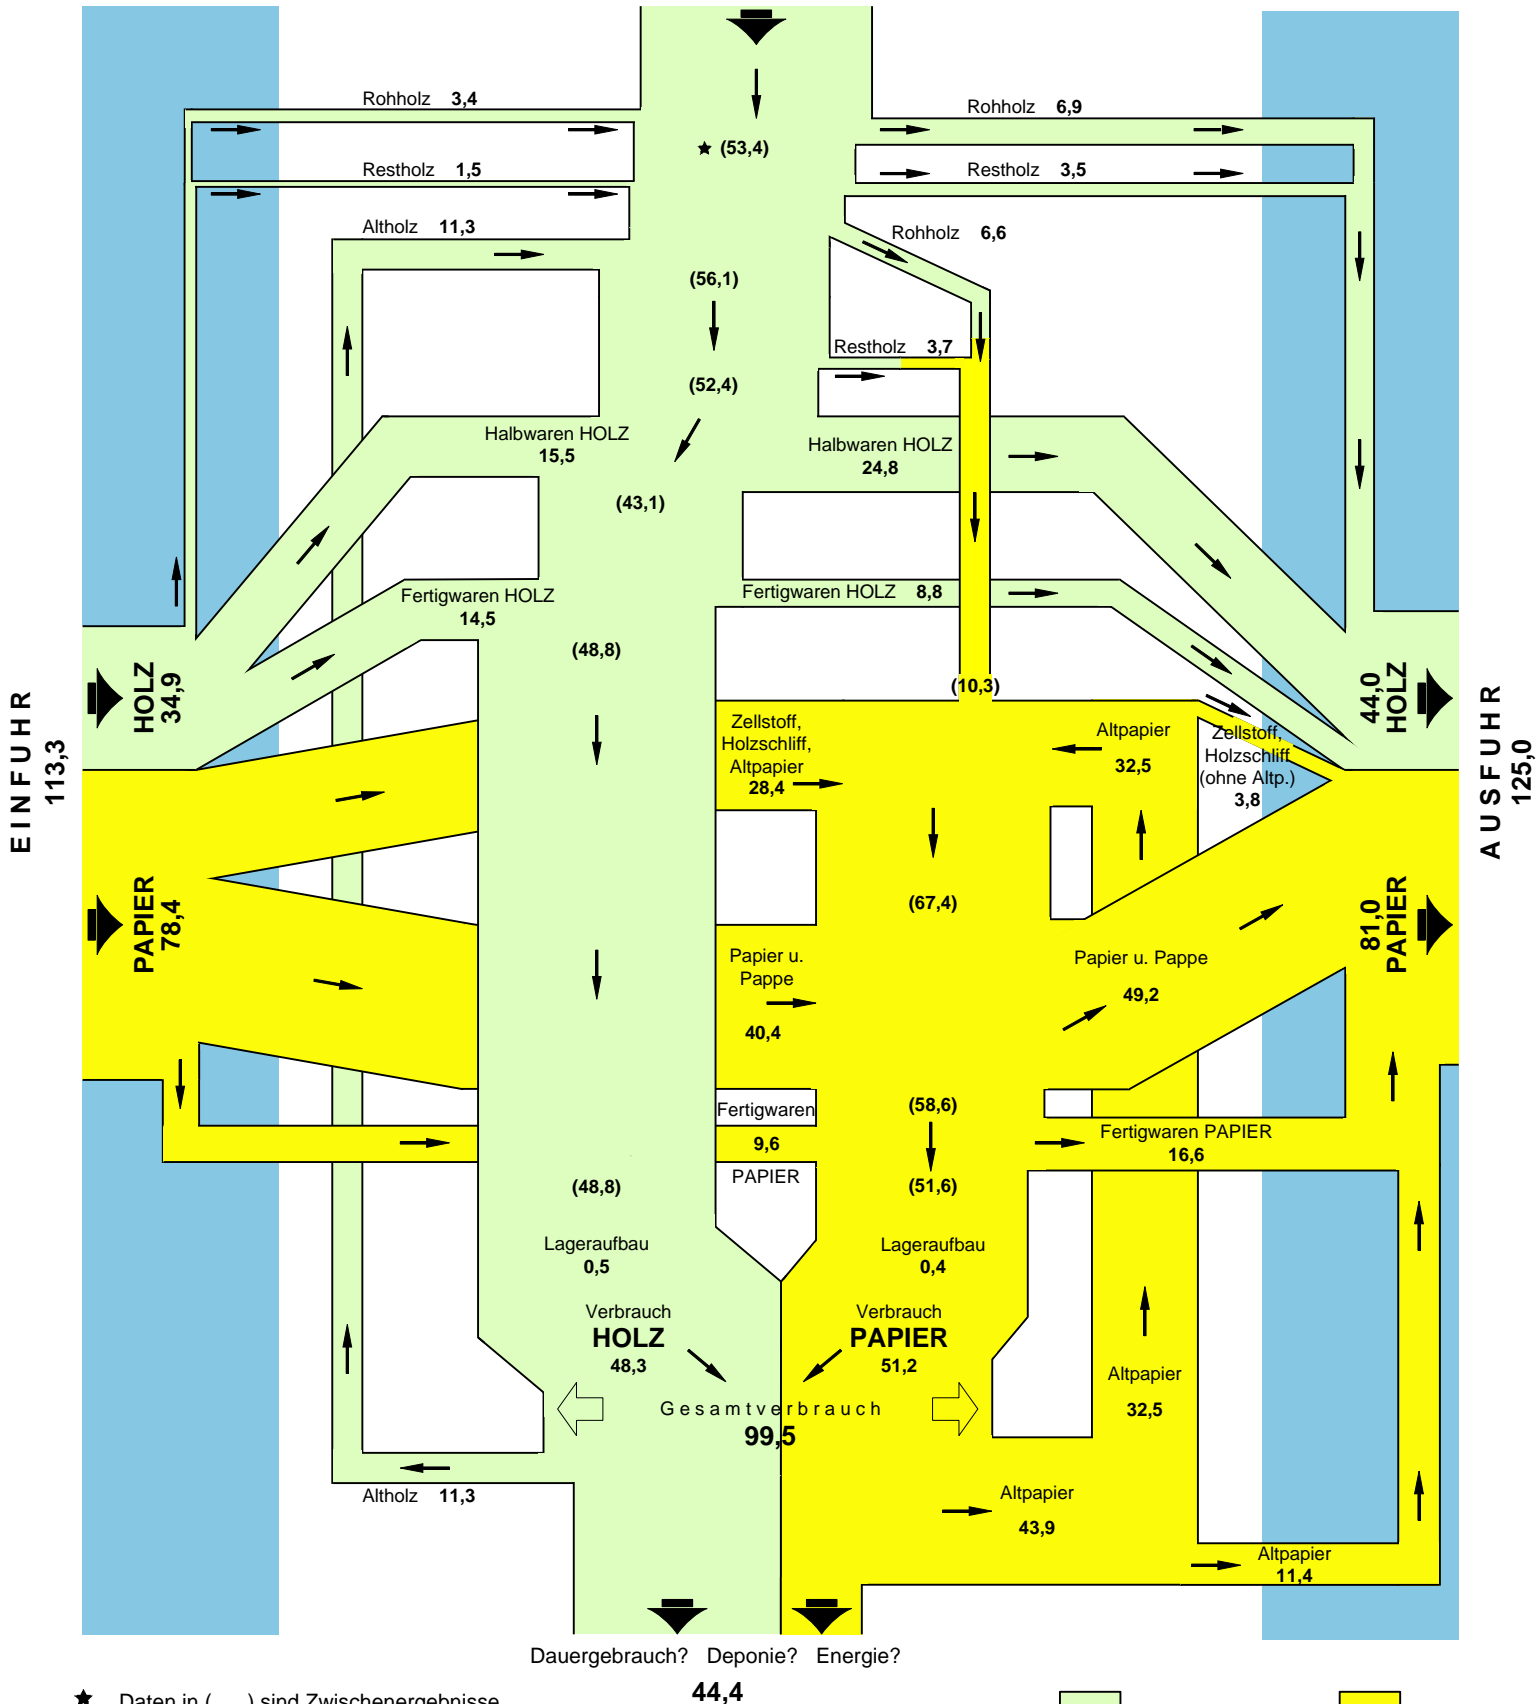 Rohholz 3,4
Rohholz 6,9
★ (53,4)
Restholz 1,5
Restholz 3,5
Altholz 11,3
Rohholz 6,6
(56,1)
Restholz 3,7
(52,4)
Halbwaren HOLZ
15,5
Halbwaren HOLZ
24,8
(43,1)
Fertigwaren HOLZ
14,5
Fertigwaren HOLZ 8,8
(48,8)
EINFUHR
113,3
HOLZ
34,9
(10,3)
44,0
HOLZ
AUSFUHR
125,0
Zellstoff,
Holzschliff,
Altpapier
28,4
Altpapier
32,5
Zellstoff,
Holzschliff
(ohne Altp.)
3,8
PAPIER
78,4
(67,4)
81,0
PAPIER
Papier u.
Pappe
40,4
Papier u. Pappe
49,2
Fertigwaren
9,6
PAPIER
(58,6)
Fertigwaren PAPIER
16,6
(48,8)
(51,6)
Lageraufbau
0,5
Lageraufbau
0,4
Verbrauch
HOLZ
48,3
Verbrauch
PAPIER
51,2
Altpapier
32,5
Gesamtverbrauch
99,5
Altholz 11,3
Altpapier
43,9
Altpapier
11,4
Dauergebrauch? Deponie? Energie?
44,4
★ Daten in ( ) sind Zwischenergebnisse